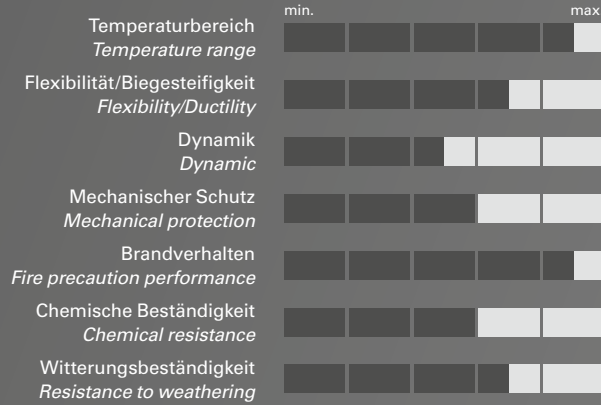 min. max
Temperaturbereich
Temperature range
Flexibilität/Biegesteifigkeit
Flexibility/Ductility
Dynamik
Dynamic
Mechanischer Schutz
Mechanical protection
Brandverhalten
Fire precaution performance
Chemische Beständigkeit
Chemical resistance
Witterungsbeständigkeit
Resistance to weathering